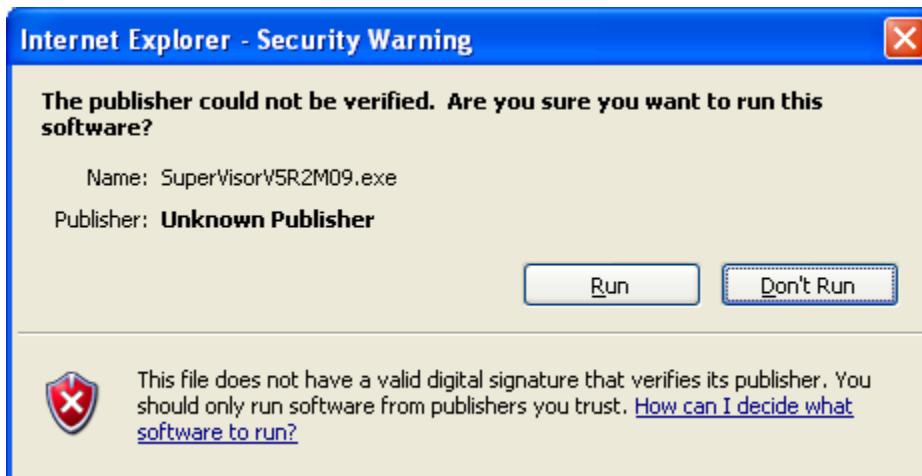 Internet Explorer - Security Warning
The publisher could not be verified. Are you sure you want to run this
software?
Name: SuperVisorV5R2M09.exe
Publisher: Unknown Publisher
Run Don't Run
This file does not have a valid digital signature that verifies its publisher. You
should only run software from publishers you trust. How can I decide what
software to run?